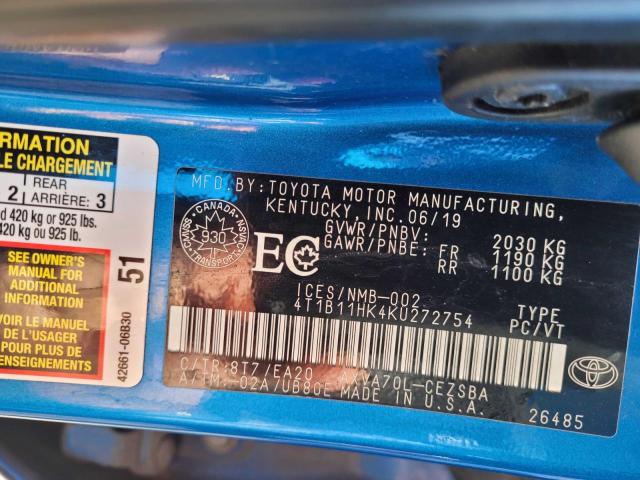 ORMATION
LE CHARGEMENT
2 REAR ARRIÈRE: 3
d 420 kg or 925 lbs.
420 kg ou 925 lb.
SEE OWNER'S
MANUAL FOR
ADDITIONAL
INFORMATION
VOIR LE MANUEL
DE L'USAGER
POUR PLUS DE
RENSEIGNEMENTS
51
42661-06B30
MFD.BY:TOYOTA MOTOR MANUFACTURING,
KENTUCKY, INC.06/19
GVWR/PNBV: 2030 KG
GAWR/PNBE: FR 1190 KG
RR 1100 KG
CANADA
930
TRANSPORT
EC
ICES/NMB-002
4T1B11HK4KU272754
TYPE
PC/VT
C/TR:8T7/EA20 AXVA70L-CEZSBA
A/TM:-02A/UB80E MADE IN U.S.A.
TOYOTA
26485